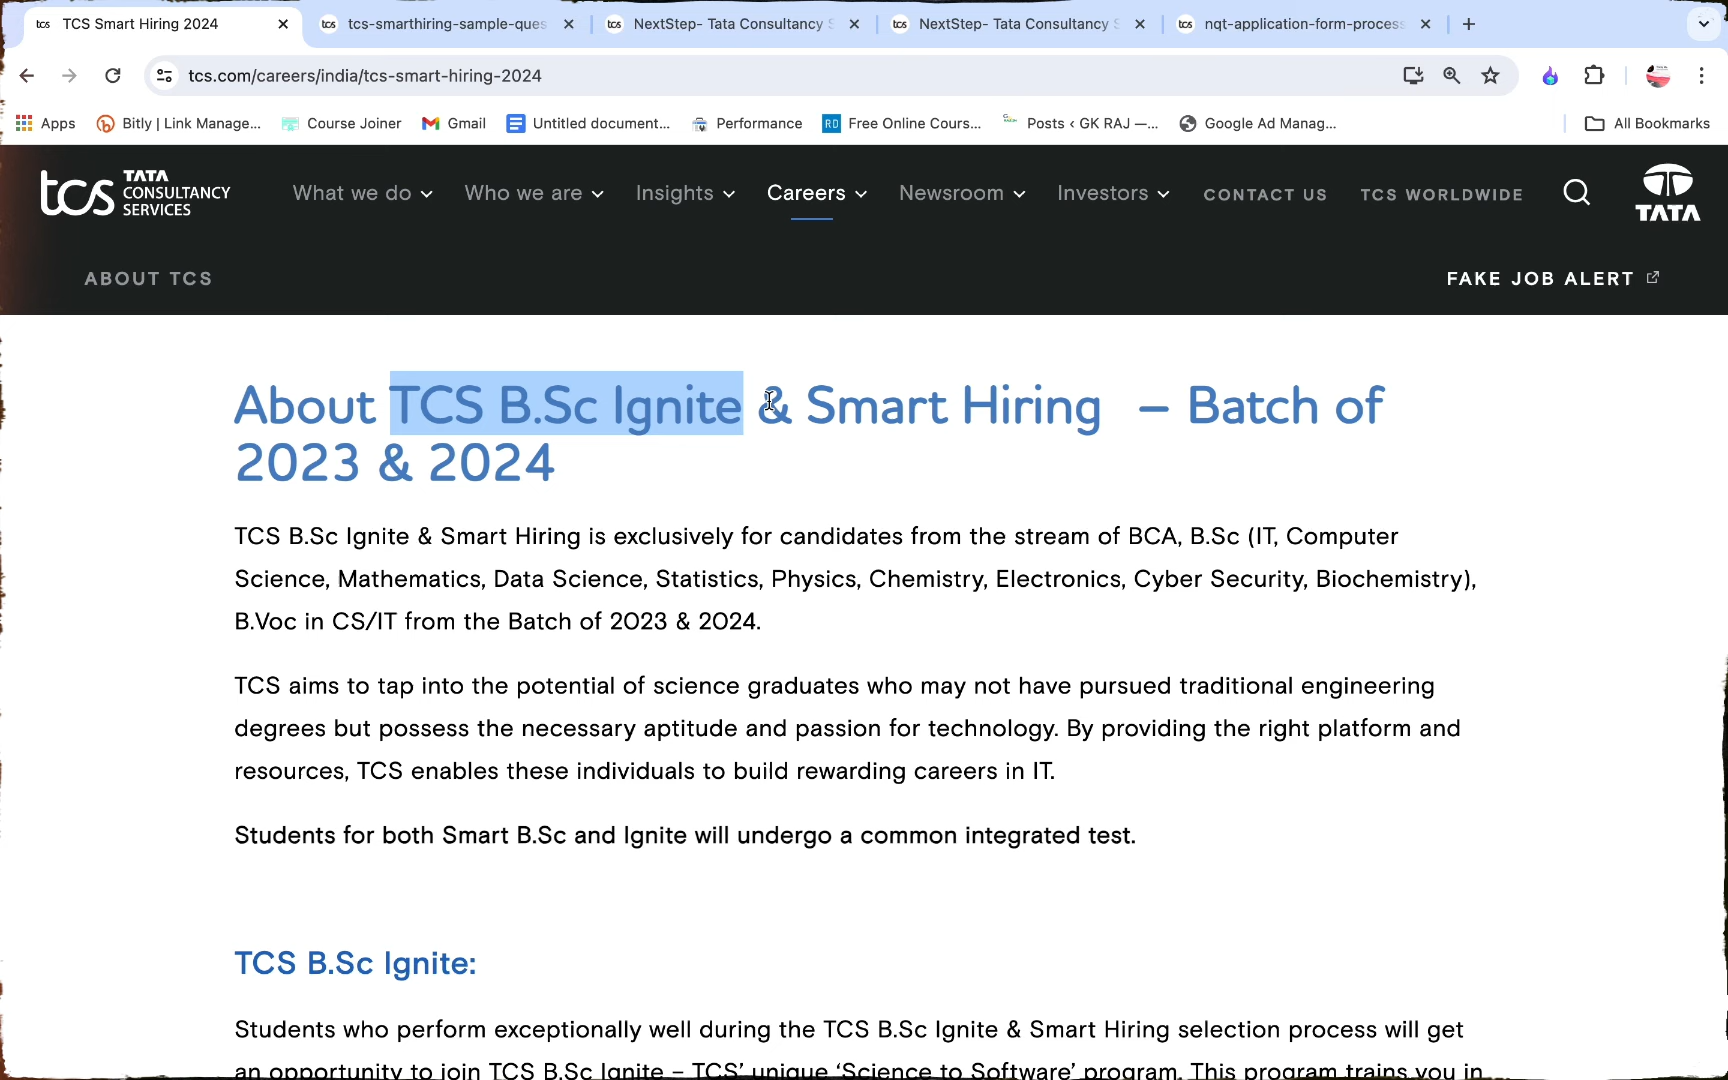 TCS Smart Hiring 2024
tcs-smarthiring-sample-ques
NextStep- Tata Consultancy S
NextStep- Tata Consultancy S
nqt-application-form-process
tcs.com/careers/india/tcs-smart-hiring-2024
Apps
Bitly | Link Manage...
Course Joiner
Gmail
Untitled document...
Performance
RD Free Online Cours...
Posts ‹ GK RAJ —...
Google Ad Manag...
All Bookmarks
tcs TATA CONSULTANCY SERVICES
What we do
Who we are
Insights
Careers
Newsroom
Investors
CONTACT US
TCS WORLDWIDE
TATA
ABOUT TCS
FAKE JOB ALERT
About TCS B.Sc Ignite & Smart Hiring – Batch of
2023 & 2024
TCS B.Sc Ignite & Smart Hiring is exclusively for candidates from the stream of BCA, B.Sc (IT, Computer
Science, Mathematics, Data Science, Statistics, Physics, Chemistry, Electronics, Cyber Security, Biochemistry),
B.Voc in CS/IT from the Batch of 2023 & 2024.
TCS aims to tap into the potential of science graduates who may not have pursued traditional engineering
degrees but possess the necessary aptitude and passion for technology. By providing the right platform and
resources, TCS enables these individuals to build rewarding careers in IT.
Students for both Smart B.Sc and Ignite will undergo a common integrated test.
TCS B.Sc Ignite:
Students who perform exceptionally well during the TCS B.Sc Ignite & Smart Hiring selection process will get
an opportunity to join TCS B.Sc Ignite – TCS' unique 'Science to Software' program. This program trains you in